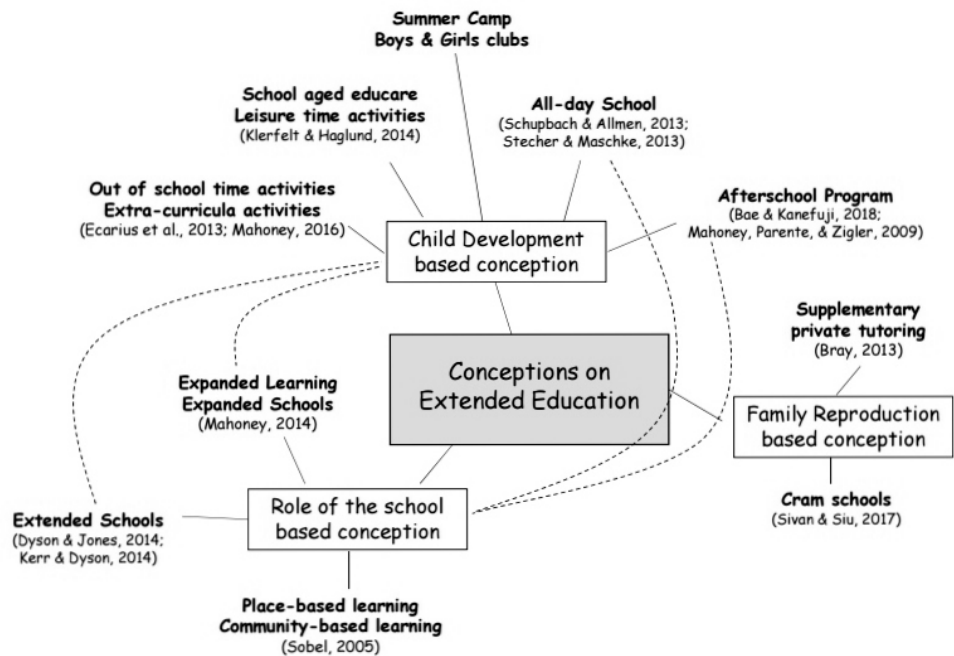 Summer Camp
Boys & Girls clubs
School aged educare
Leisure time activities
(Klerfelt & Haglund, 2014)
All-day School
(Schupbach & Allmen, 2013;
Stecher & Maschke, 2013)
Out of school time activities
Extra-curricula activities
(Ecarius et al., 2013; Mahoney, 2016)
Afterschool Program
(Bae & Kanefuji, 2018;
Mahoney, Parente, & Zigler, 2009)
Child Development
based conception
Supplementary
private tutoring
(Bray, 2013)
Conceptions on
Extended Education
Expanded Learning
Expanded Schools
(Mahoney, 2014)
Family Reproduction
based conception
Role of the school
based conception
Cram schools
(Sivan & Siu, 2017)
Extended Schools
(Dyson & Jones, 2014;
Kerr & Dyson, 2014)
Place-based learning
Community-based learning
(Sobel, 2005)